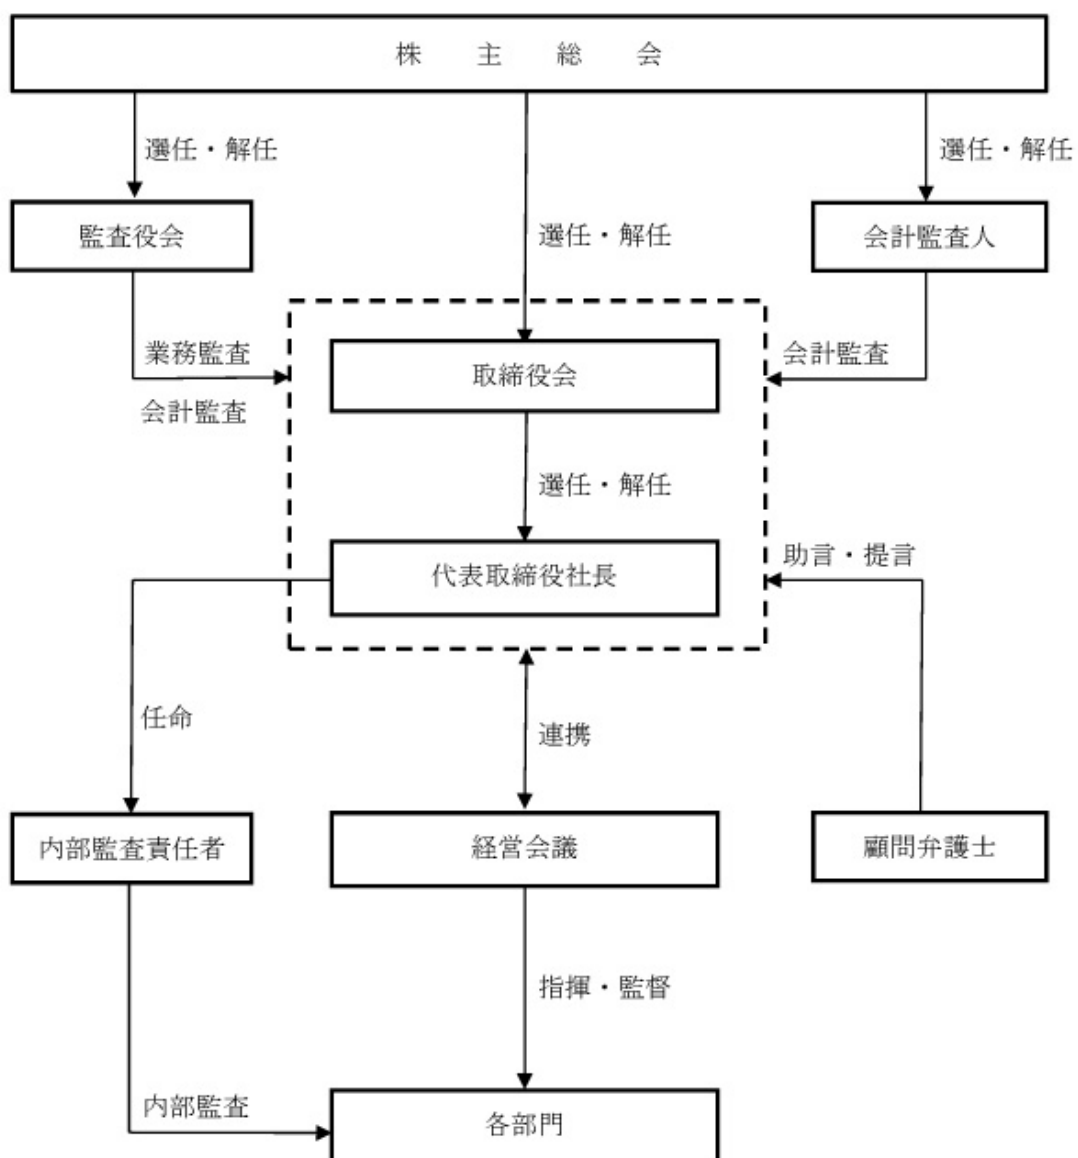 株主総会
選任・解任
選任・解任
監査役会
選任・解任
会計監査人
業務監査
会計監査
取締役会
会計監査
選任・解任
代表取締役社長
助言・提言
任命
連携
内部監査責任者
経営会議
顧問弁護士
指揮・監督
内部監査
各部門